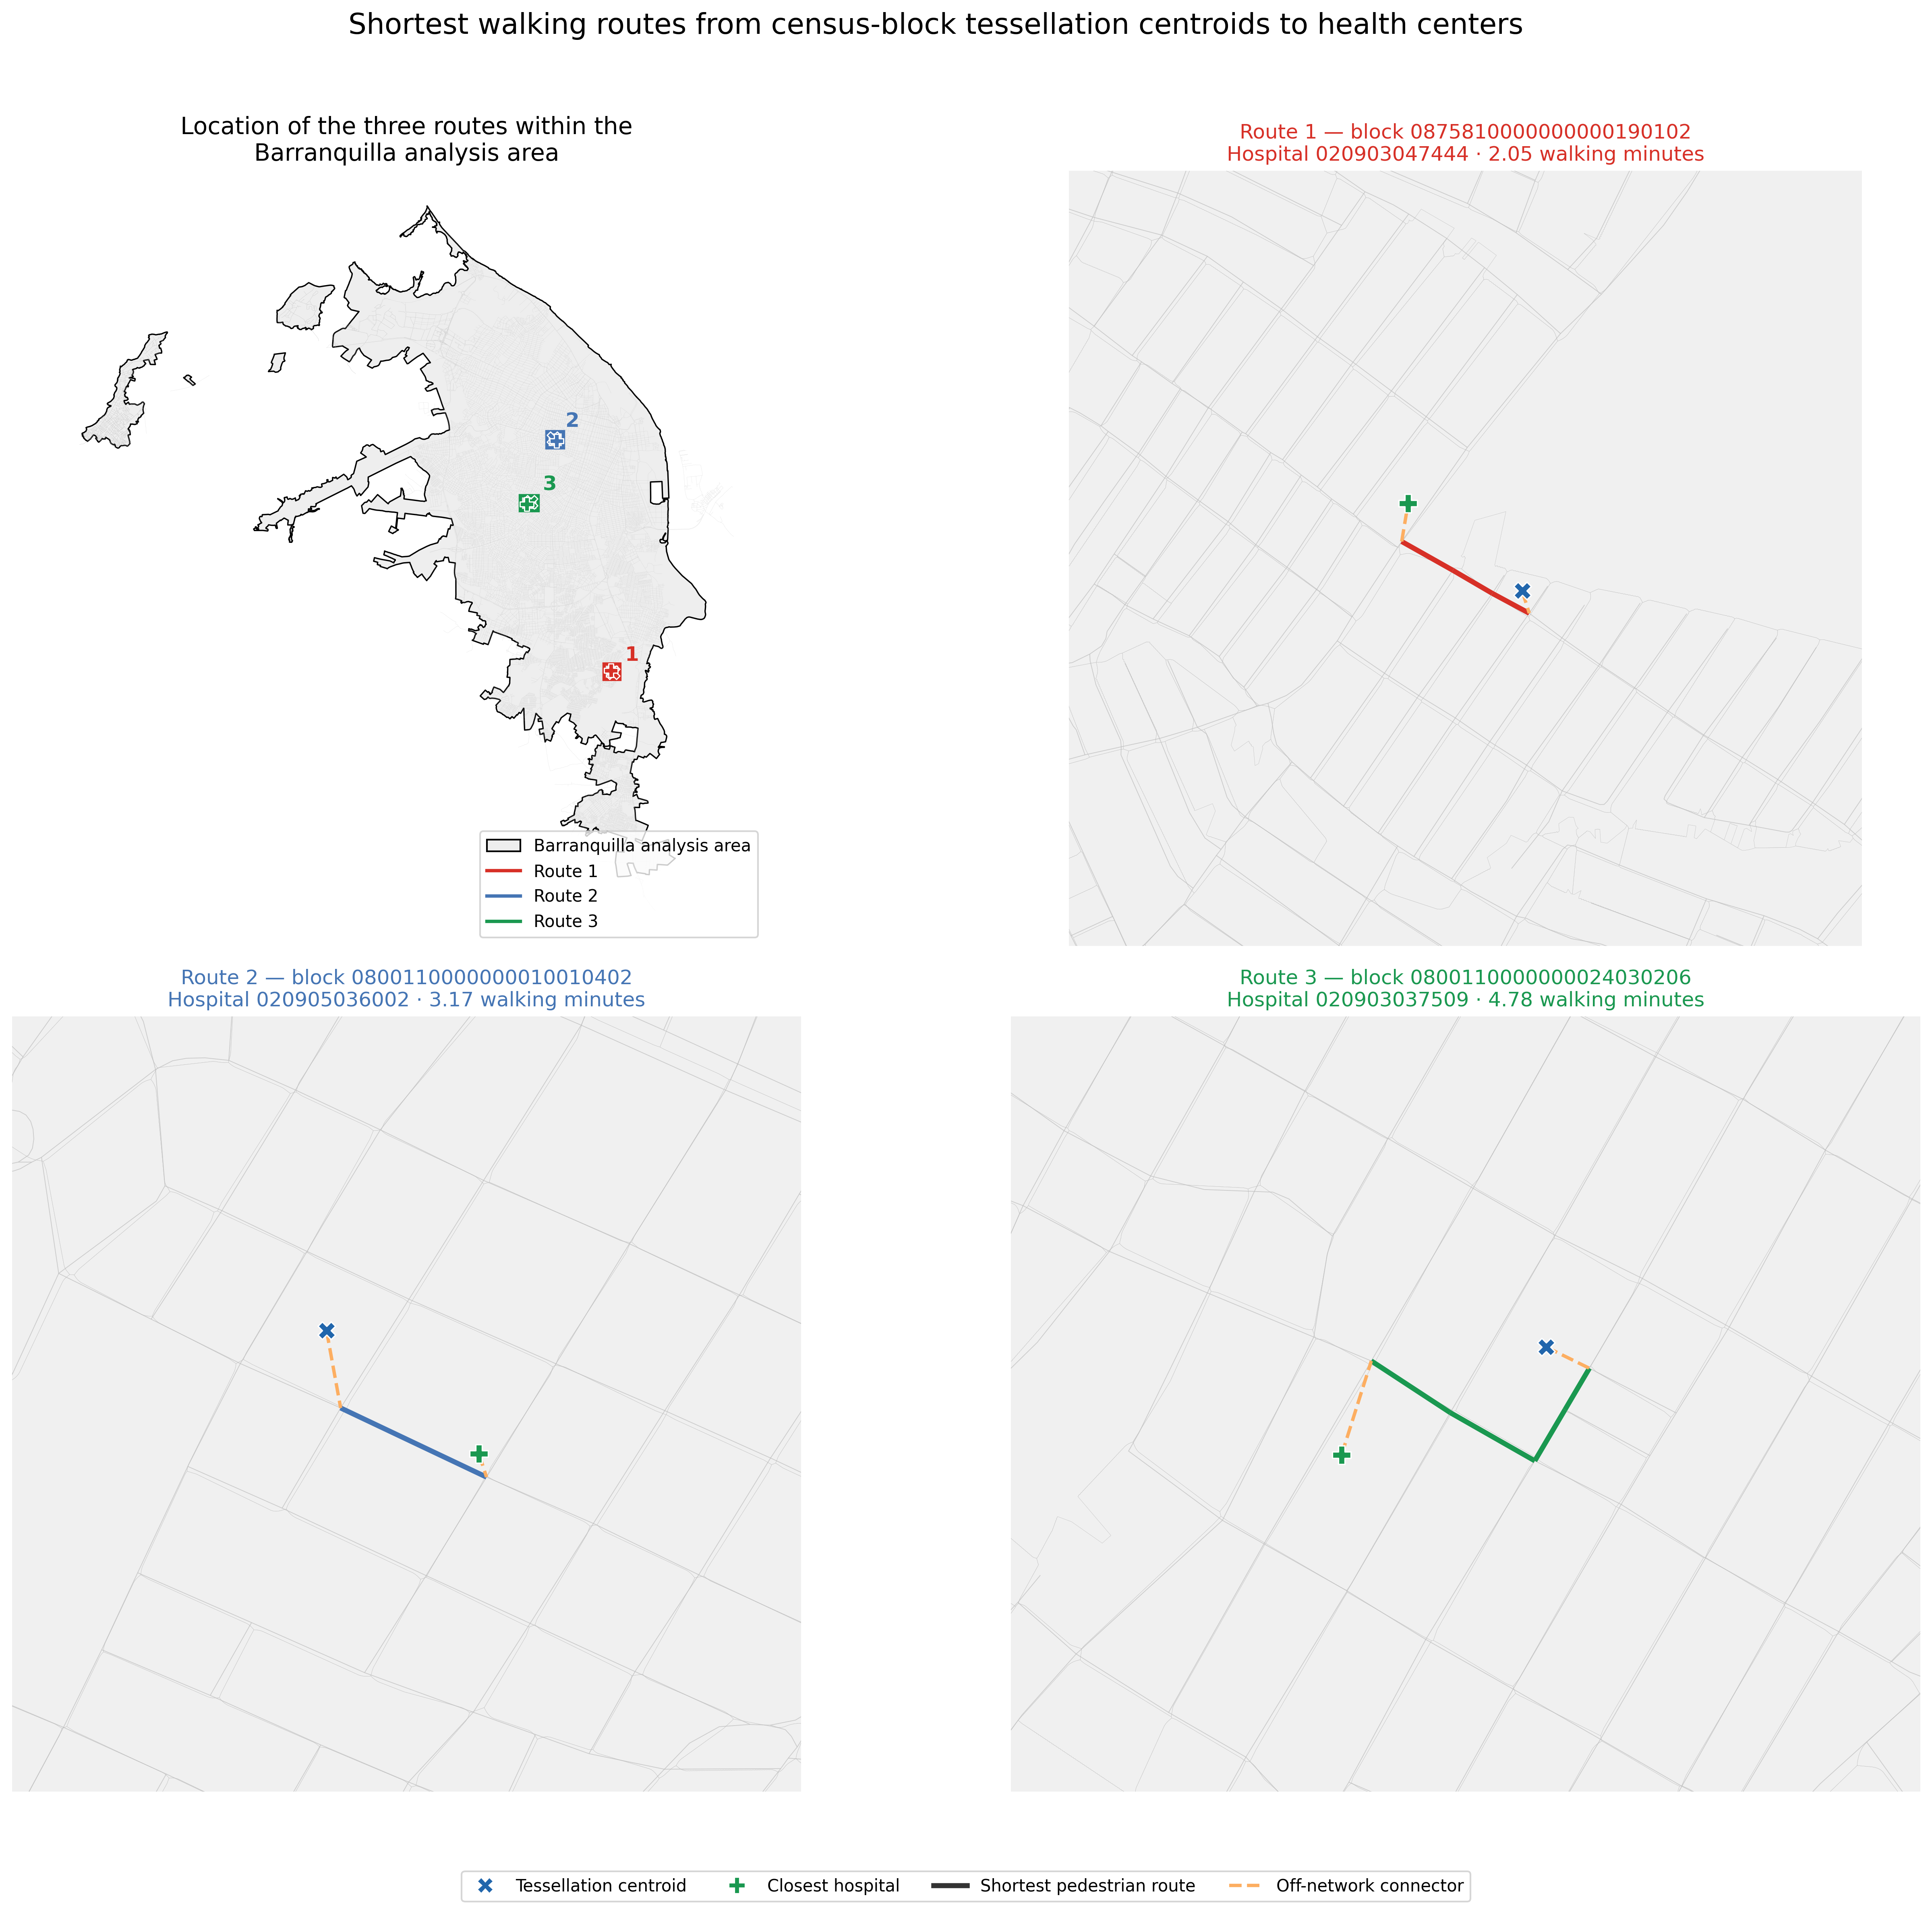 Shortest walking routes from census-block tessellation centroids to health centers
Location of the three routes within the
Barranquilla analysis area
2
3
1
Barranquilla analysis area
Route 1
Route 2
Route 3
Route 1 — block 0875810000000000190102
Hospital 020903047444 · 2.05 walking minutes
Route 2 — block 0800110000000010010402
Hospital 020905036002 · 3.17 walking minutes
Route 3 — block 0800110000000024030206
Hospital 020903037509 · 4.78 walking minutes
Tessellation centroid
Closest hospital
Shortest pedestrian route
Off-network connector